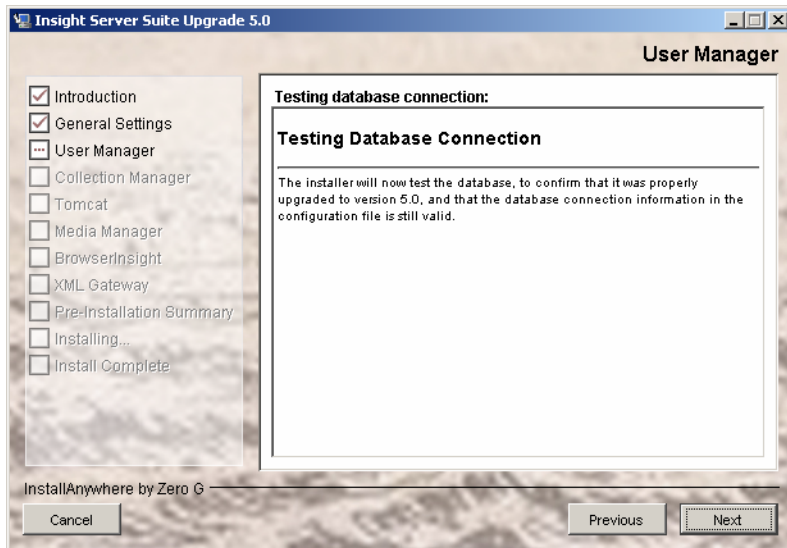 Insight Server Suite Upgrade 5.0
User Manager
Introduction
General Settings
User Manager
Collection Manager
Tomcat
Media Manager
BrowserInsight
XML Gateway
Pre-Installation Summary
Installing...
Install Complete
Testing database connection:
Testing Database Connection
The installer will now test the database, to confirm that it was properly
upgraded to version 5.0, and that the database connection information in the
configuration file is still valid.
InstallAnywhere by Zero G
Cancel
Previous
Next